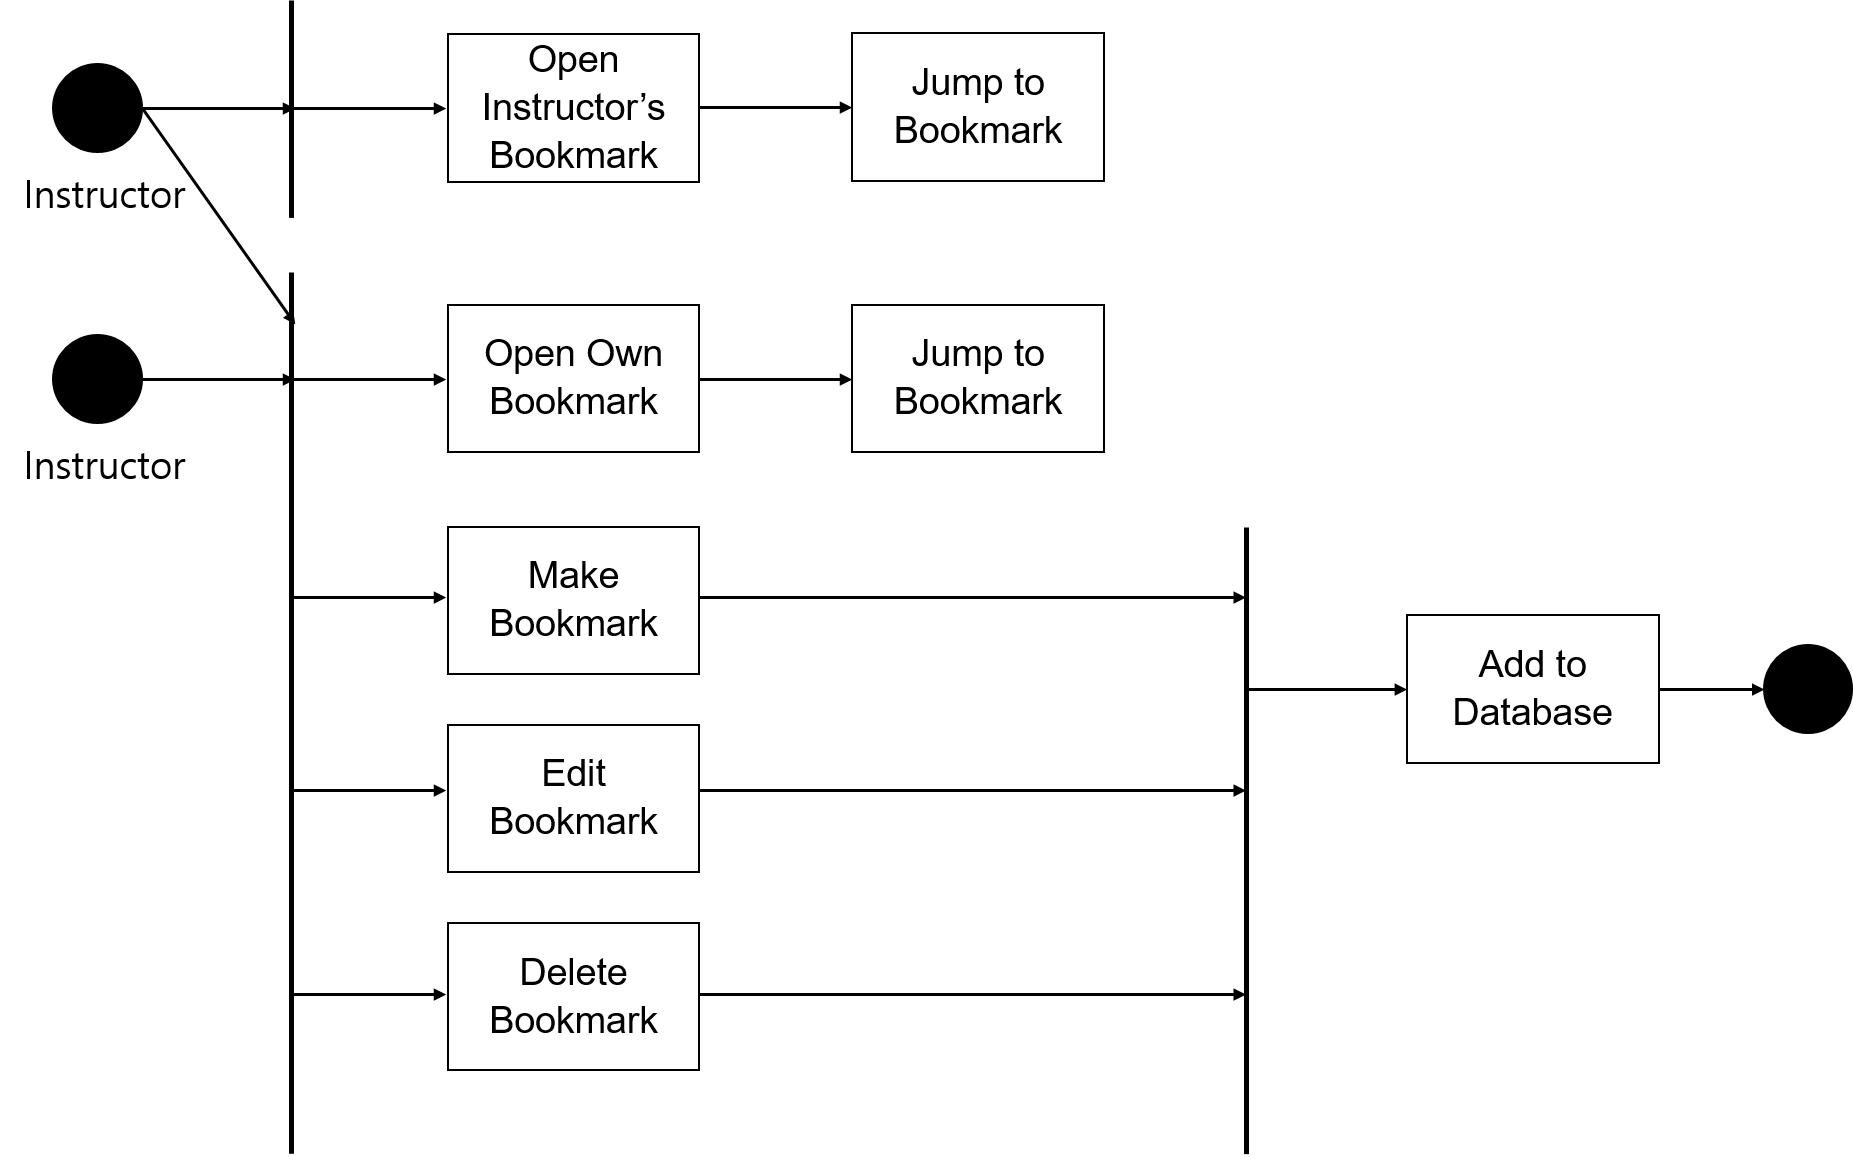 Open
Instructor’s
Bookmark
Jump to
Bookmark
Instructor
Open Own
Bookmark
Jump to
Bookmark
Instructor
Make
Bookmark
Add to
Database
Edit
Bookmark
Delete
Bookmark